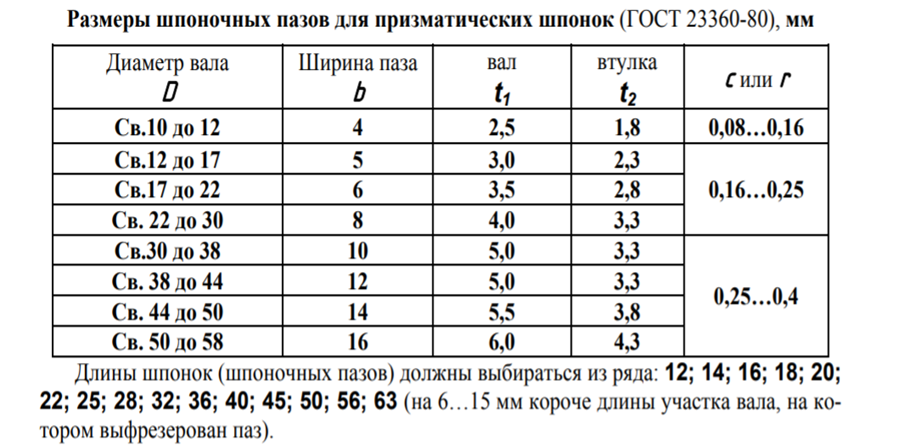 Размеры шпоночных пазов для призматических шпонок (ГОСТ 23360-80), мм
Диаметр вала D Ширина паза b вал t1 втулка t2 c или r
Св.10 до 12 4 2,5 1,8 0,08...0,16
Св.12 до 17 5 3,0 2,3
Св.17 до 22 6 3,5 2,8 0,16...0,25
Св. 22 до 30 8 4,0 3,3
Св.30 до 38 10 5,0 3,3
Св. 38 до 44 12 5,0 3,3 0,25...0,4
Св. 44 до 50 14 5,5 3,8
Св. 50 до 58 16 6,0 4,3
Длины шпонок (шпоночных пазов) должны выбираться из ряда: 12; 14; 16; 18; 20;
22; 25; 28; 32; 36; 40; 45; 50; 56; 63 (на 6...15 мм короче длины участка вала, на ко-
тором выфрезерован паз).